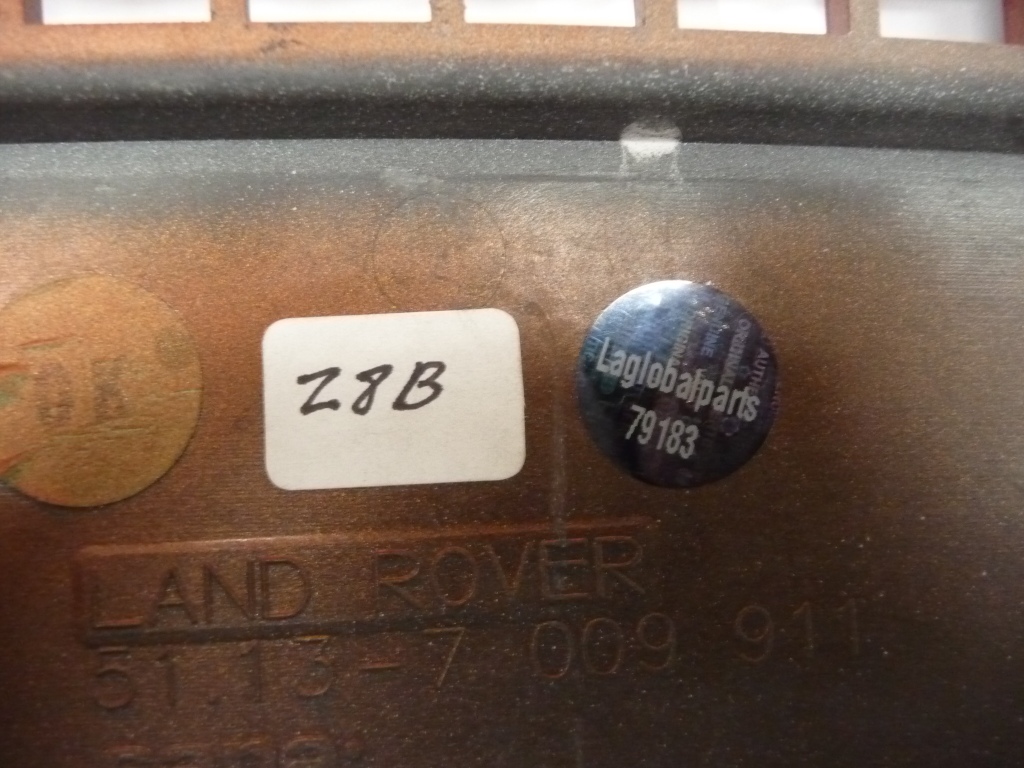 Z8B
Laglobalparts
79183
LAND ROVER
51.13-7 009 911